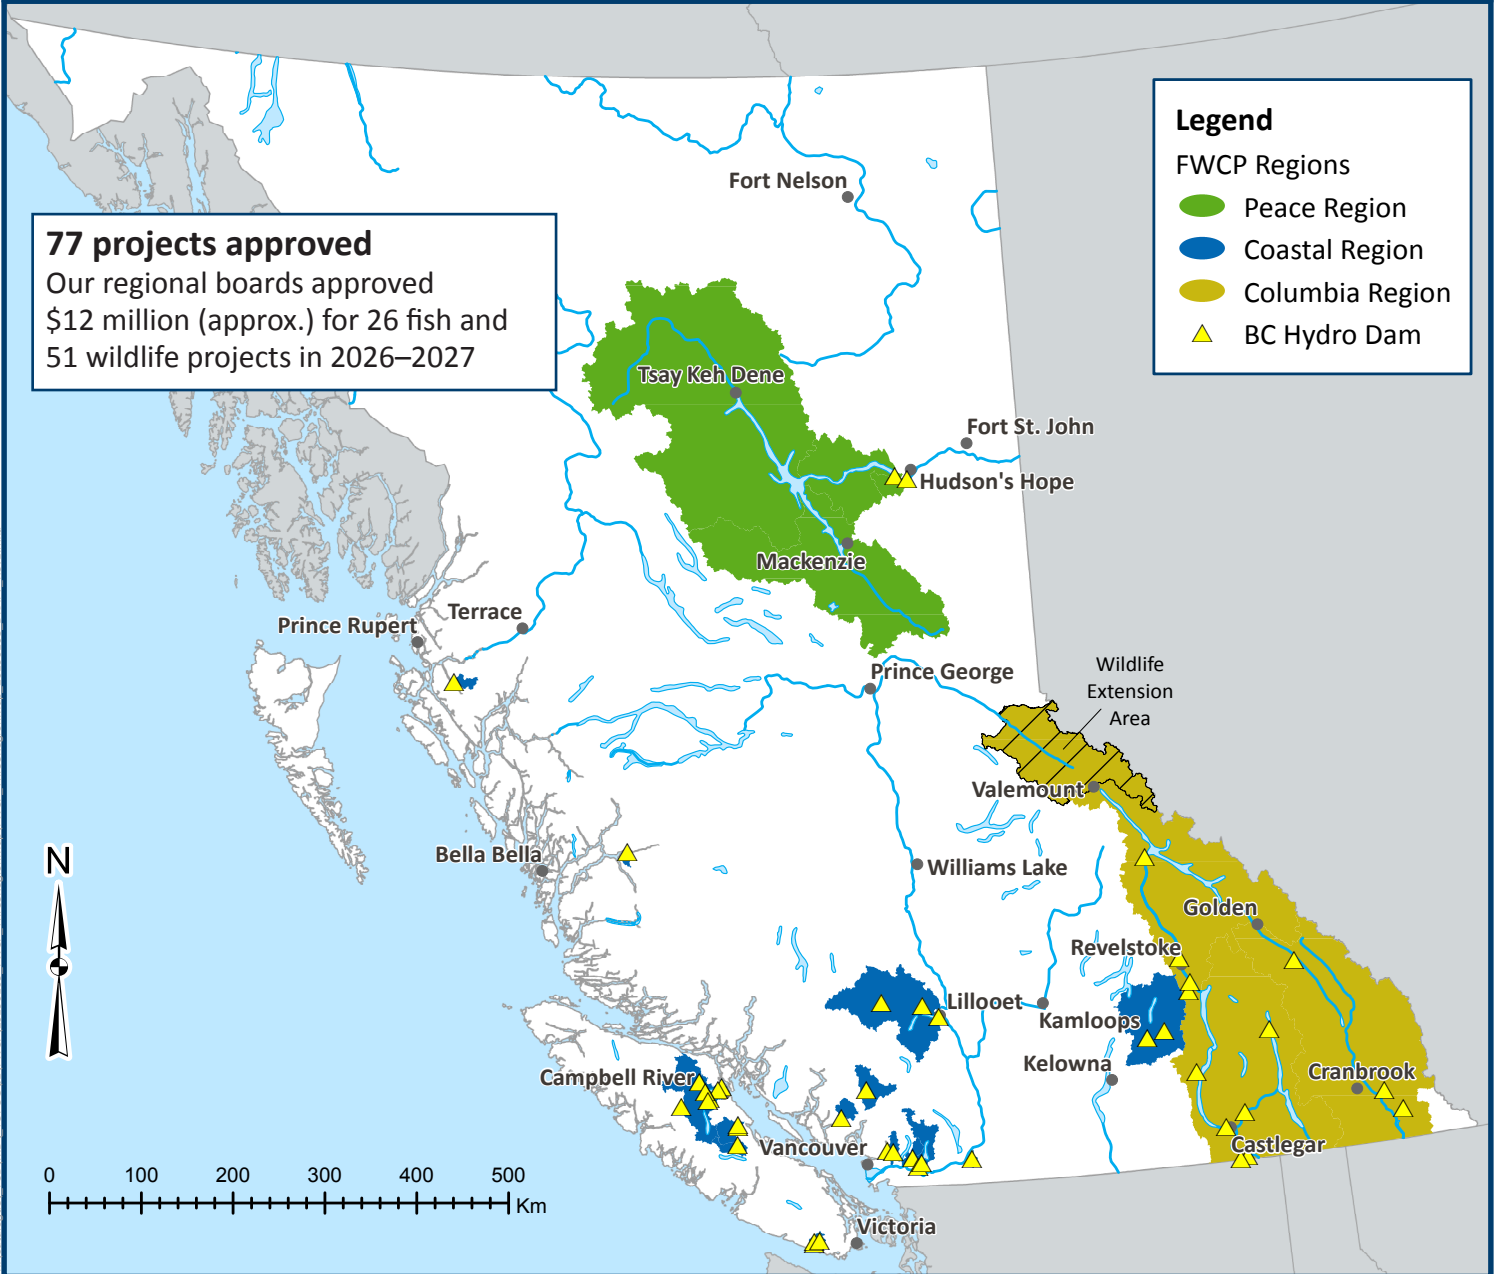 Legend
FWCP Regions
Peace Region
Coastal Region
Columbia Region
BC Hydro Dam
77 projects approved
Our regional boards approved
$12 million (approx.) for 26 fish and
51 wildlife projects in 2026–2027
Fort Nelson
Tsay Keh Dene
Fort St. John
Hudson's Hope
Mackenzie
Terrace
Prince Rupert
Prince George
Wildlife
Extension
Area
Valemount
Bella Bella
Williams Lake
Golden
Revelstoke
Lillooet
Kamloops
Kelowna
Campbell River
Cranbrook
Vancouver
Castlegar
Victoria
N
0 100 200 300 400 500
Km